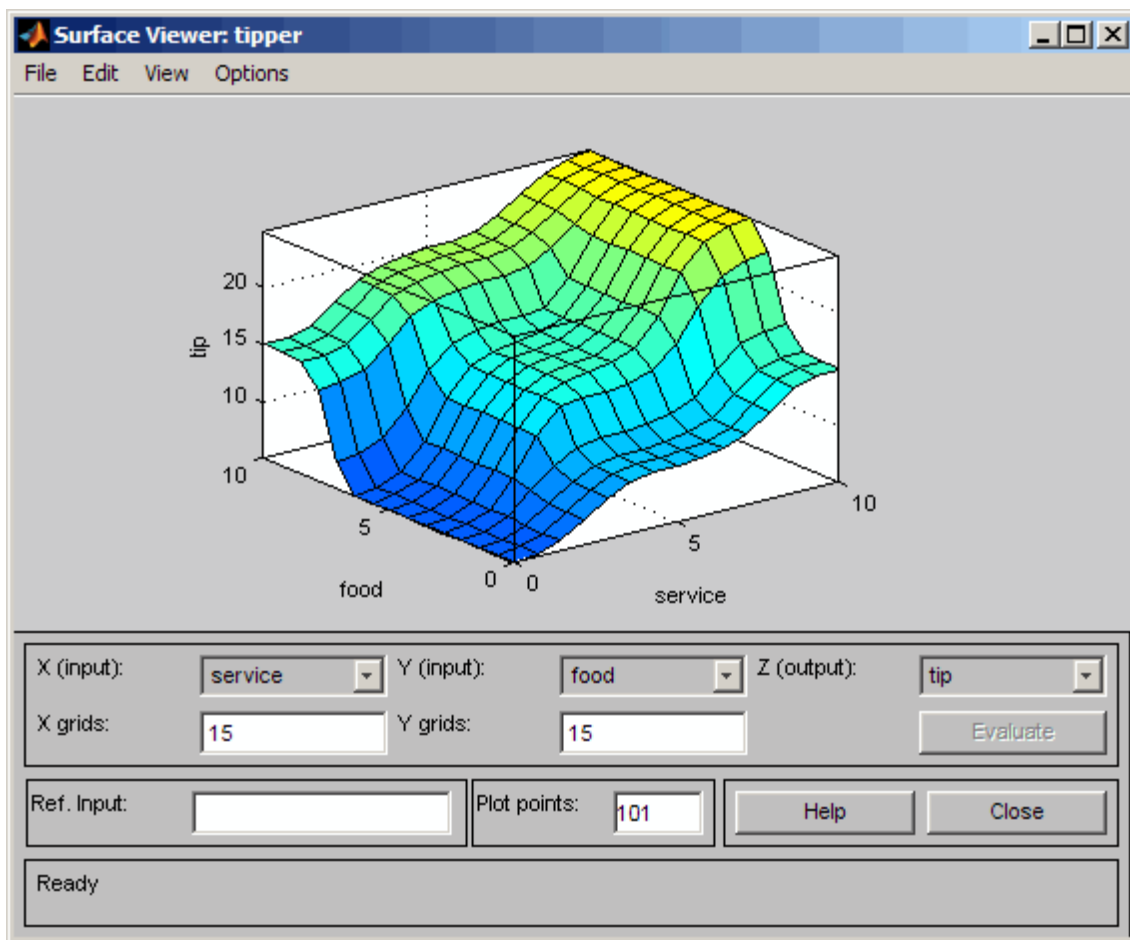 Surface Viewer: tipper
File Edit View Options
20
15
10
tip
10
5
0
food
0
5
10
service
X (input): service Y (input): food Z (output): tip
X grids: 15 Y grids: 15 Evaluate
Ref. Input: Plot points: 101 Help Close
Ready